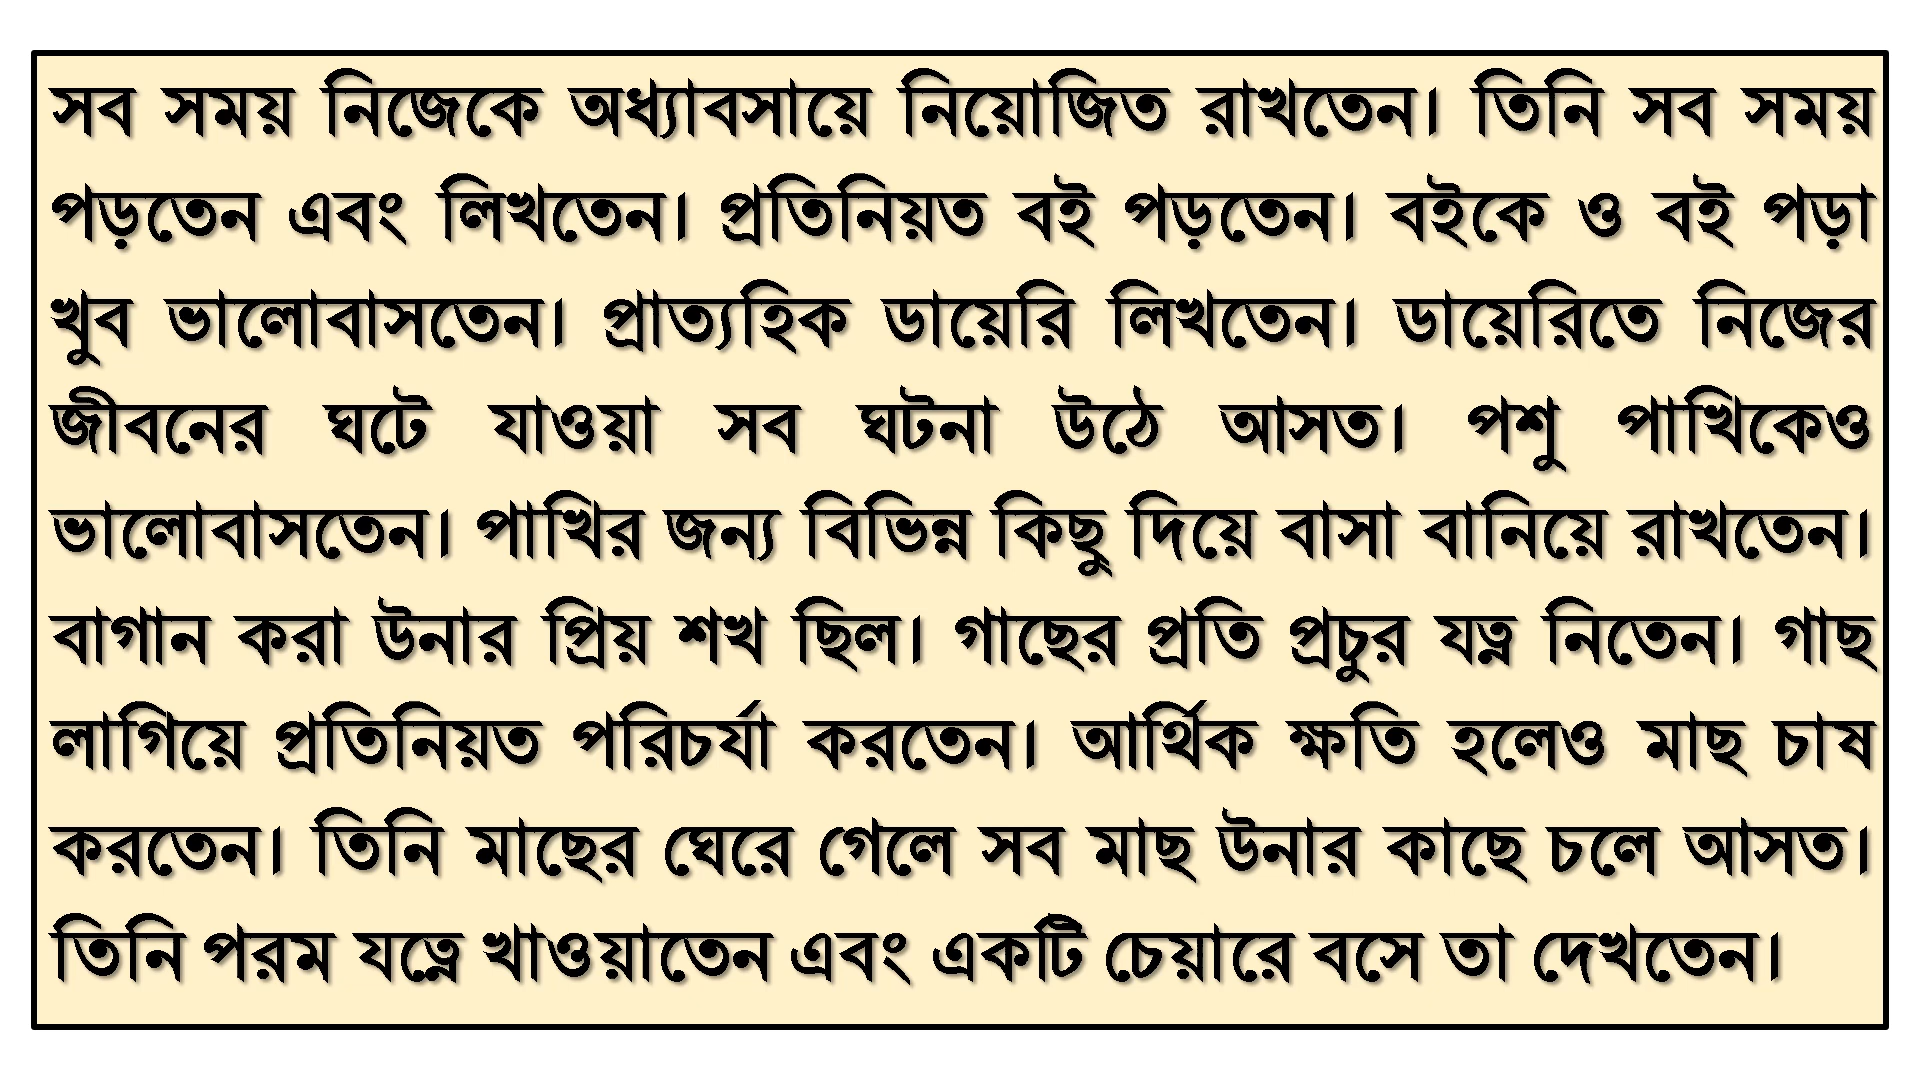 সব সময় নিজেকে অধ্যাবসায়ে নিয়োজিত রাখতেন। তিনি সব সময়
পড়তেন এবং লিখতেন। প্রতিনিয়ত বই পড়তেন। বইকে ও বই পড়া
খুব ভালোবাসতেন। প্রাত্যহিক ডায়েরি লিখতেন। ডায়েরিতে নিজের
জীবনের ঘটে যাওয়া সব ঘটনা উঠে আসত। পশু পাখিকেও
ভালোবাসতেন। পাখির জন্য বিভিন্ন কিছু দিয়ে বাসা বানিয়ে রাখতেন।
বাগান করা উনার প্রিয় শখ ছিল। গাছের প্রতি প্রচুর যত্ন নিতেন। গাছ
লাগিয়ে প্রতিনিয়ত পরিচর্যা করতেন। আর্থিক ক্ষতি হলেও মাছ চাষ
করতেন। তিনি মাছের ঘেরে গেলে সব মাছ উনার কাছে চলে আসত।
তিনি পরম যত্নে খাওয়াতেন এবং একটি চেয়ারে বসে তা দেখতেন।